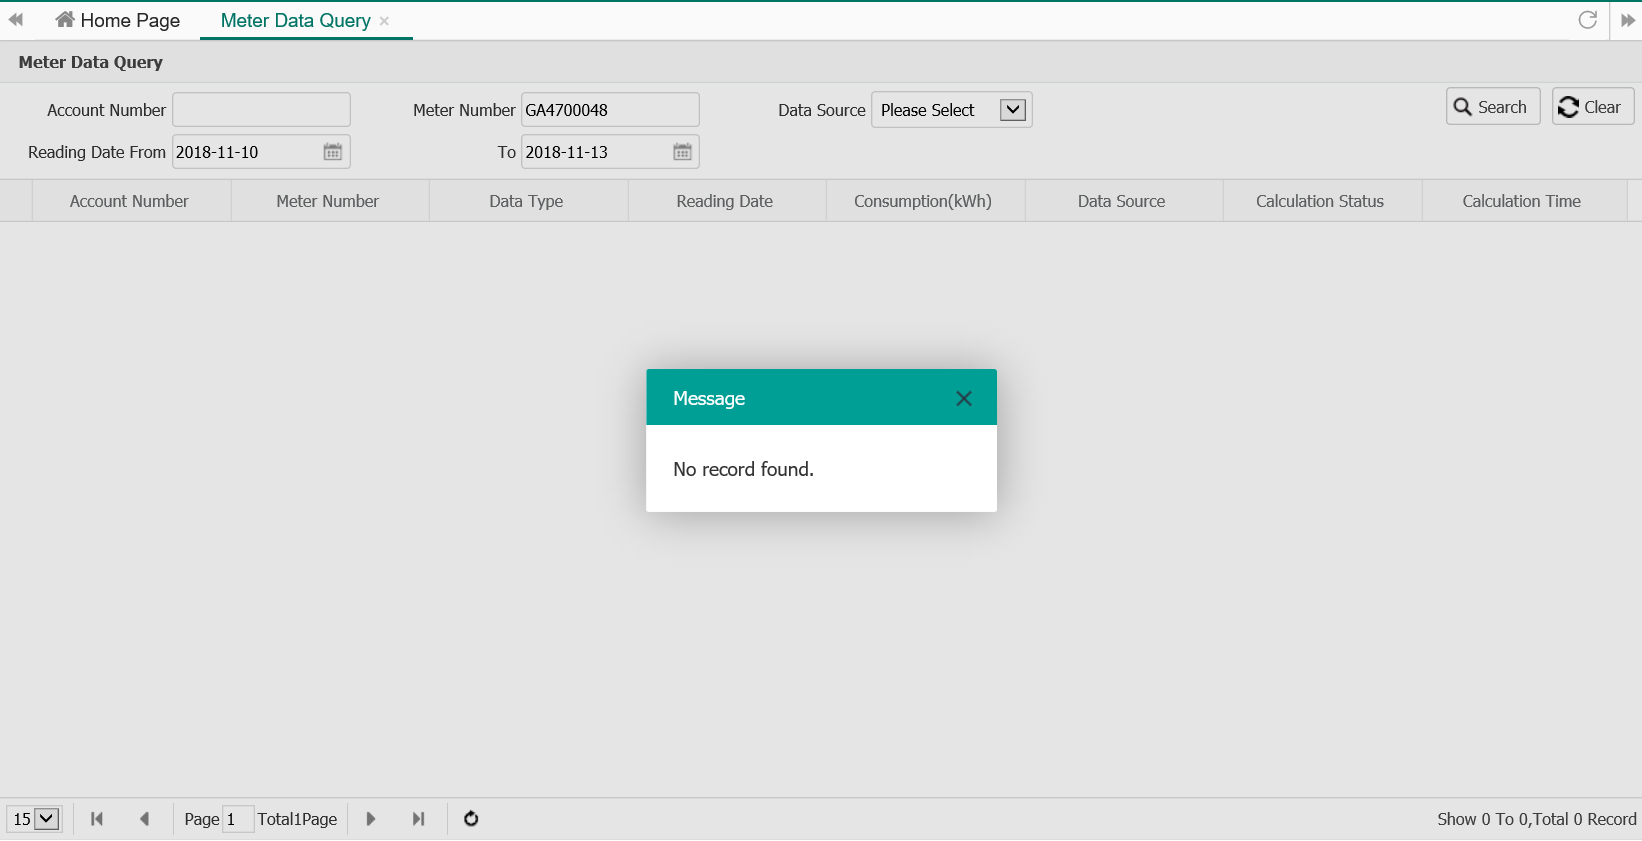 Home Page Meter Data Query
Meter Data Query
Account Number Meter Number GA4700048 Data Source Please Select Search Clear
Reading Date From 2018-11-10 To 2018-11-13
Account Number Meter Number Data Type Reading Date Consumption(kWh) Data Source Calculation Status Calculation Time
Message
No record found.
15 Page 1 Total1Page Show 0 To 0,Total 0 Record